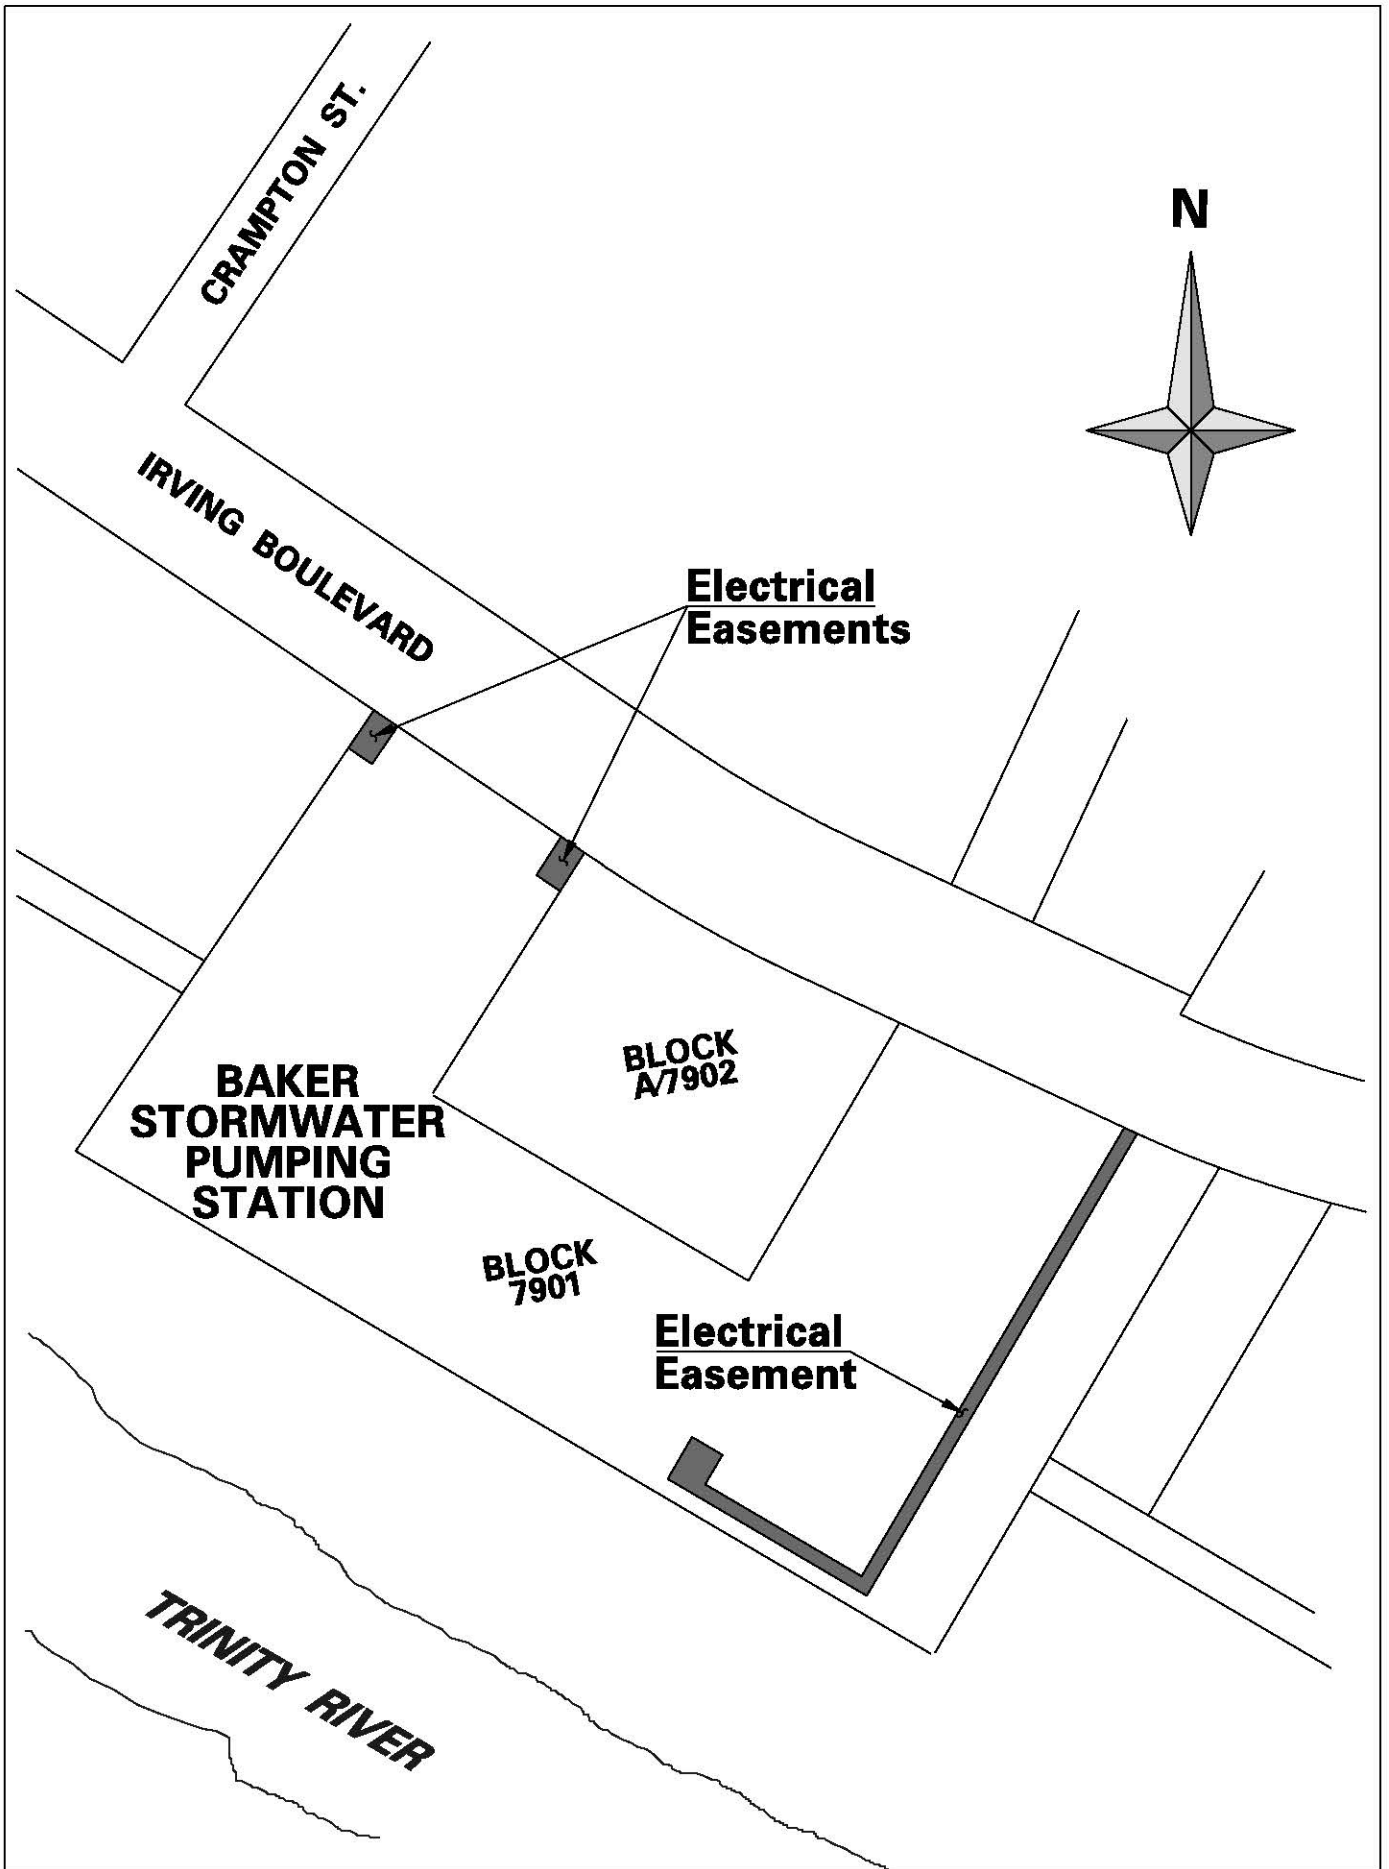 CRAMPTON ST.
N
IRVING BOULEVARD
Electrical
Easements
BLOCK
A/7902
BAKER
STORMWATER
PUMPING
STATION
BLOCK
7901
Electrical
Easement
TRINITY RIVER